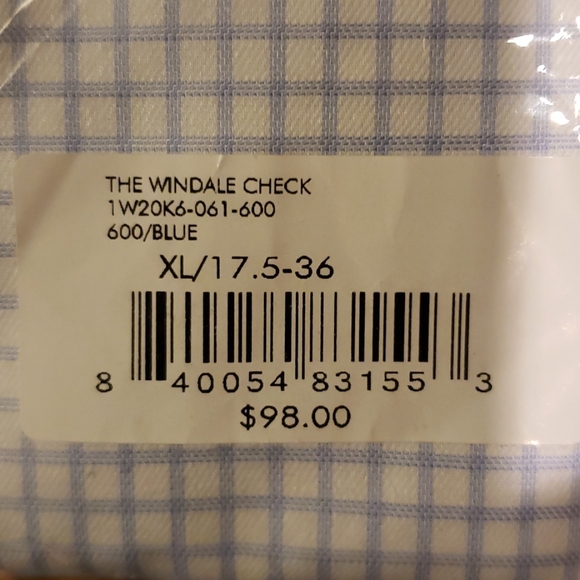 THE WINDALE CHECK
1W20K6-061-600
600/BLUE
XL/17.5-36
8 40054 83155 3
$98.00